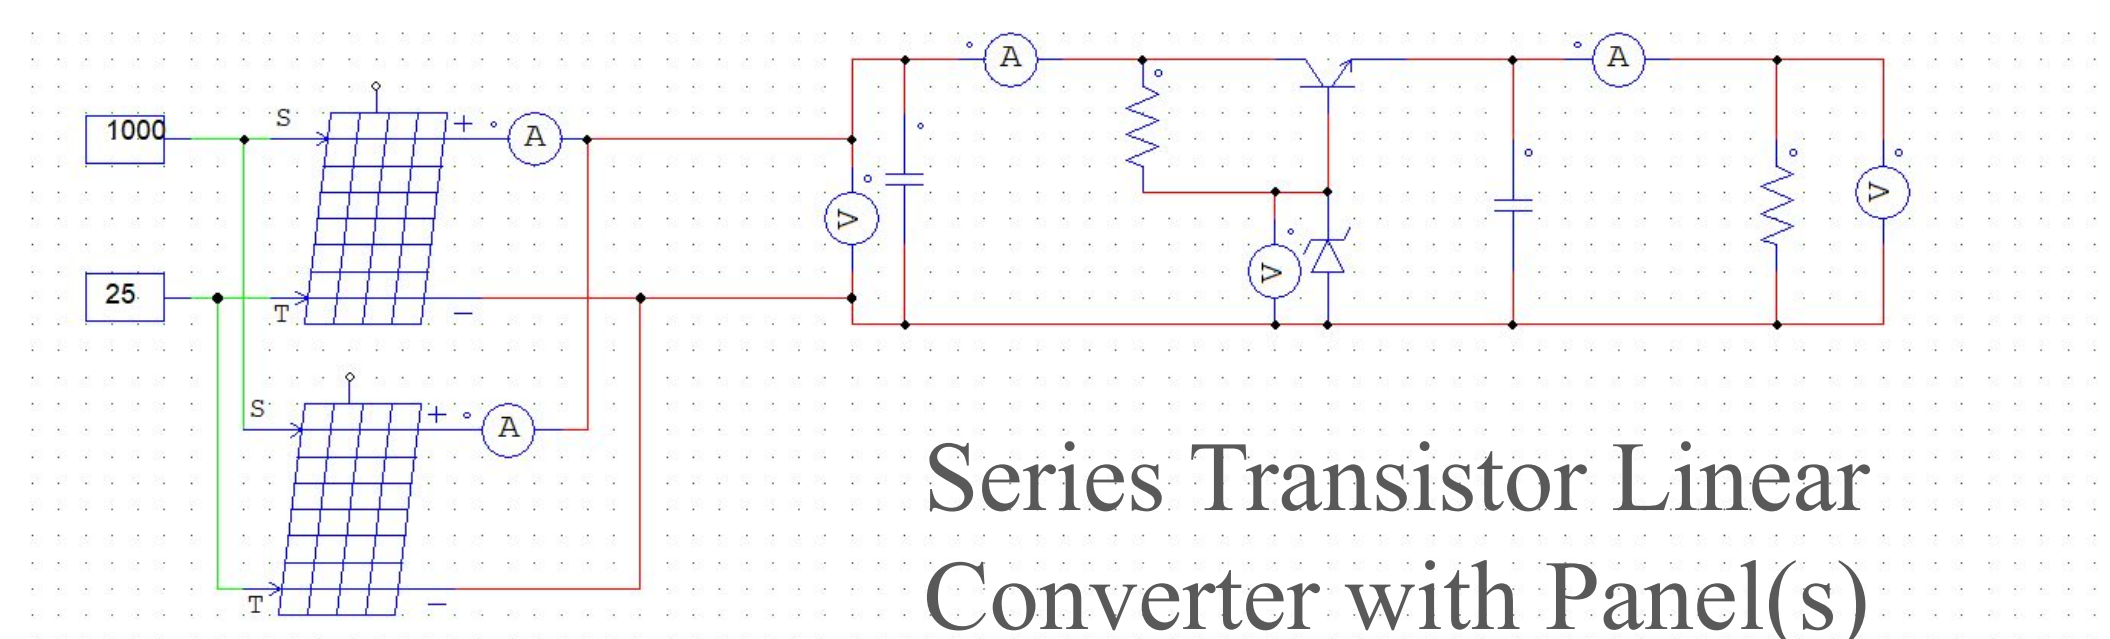 1000
S
+
A
25
T
−
V
A
A
V
V
S
+
A
T
−
Series Transistor Linear
Converter with Panel(s)